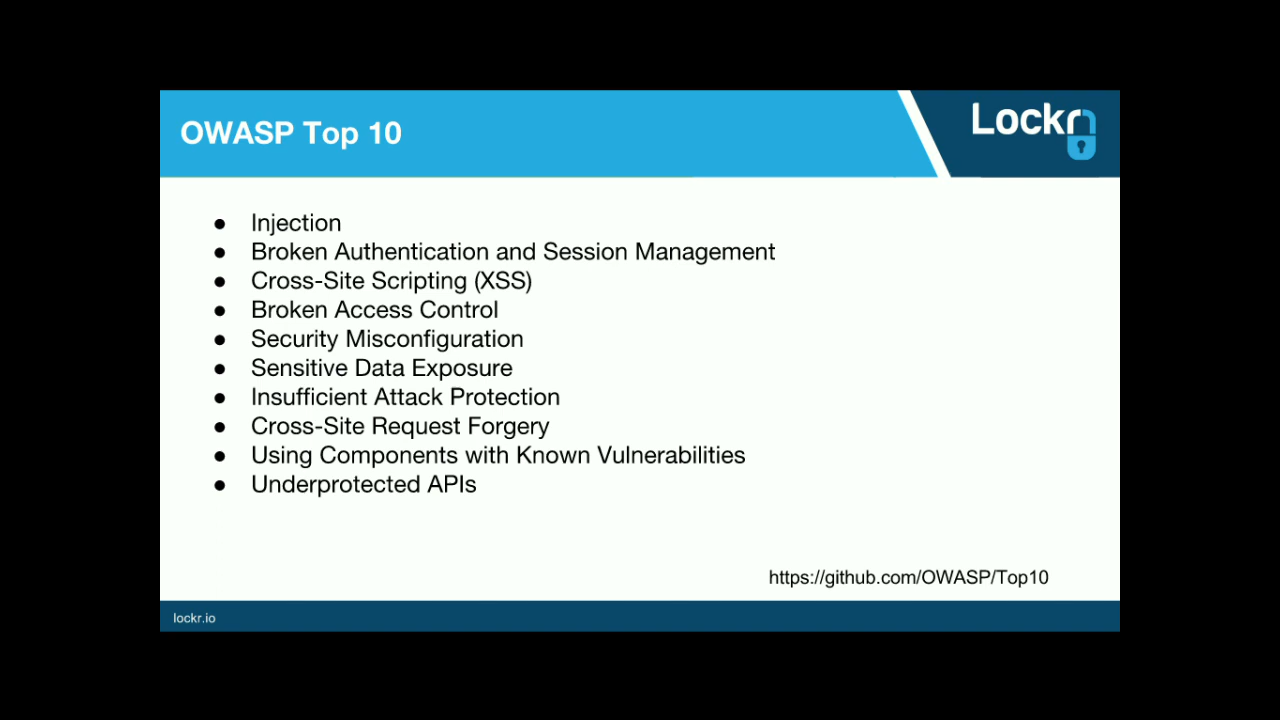 OWASP Top 10
Lockr
● Injection
● Broken Authentication and Session Management
● Cross-Site Scripting (XSS)
● Broken Access Control
● Security Misconfiguration
● Sensitive Data Exposure
● Insufficient Attack Protection
● Cross-Site Request Forgery
● Using Components with Known Vulnerabilities
● Underprotected APIs
https://github.com/OWASP/Top10
lockr.io